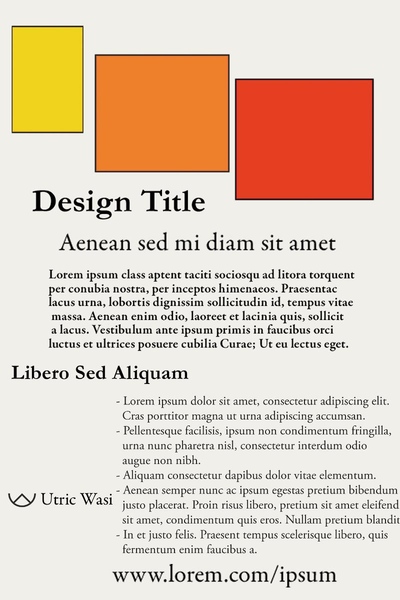 Design Title
Aenean sed mi diam sit amet
Lorem ipsum class aptent taciti sociosqu ad litora torquent
per conubia nostra, per inceptos himenaeos. Praesentac
lacus urna, lobortis dignissim sollicitudin id, tempus vitae
massa. Aenean enim odio, laoreet et lacinia quis, sollicit
a lacus. Vestibulum ante ipsum primis in faucibus orci
luctus et ultrices posuere cubilia Curae; Ut eu lectus eget.
Libero Sed Aliquam
- Lorem ipsum dolor sit amet, consectetur adipiscing elit.
Cras porttitor magna ut urna adipiscing accumsan.
- Pellentesque facilisis, ipsum non condimentum fringilla,
urna nunc pharetra nisl, consectetur interdum odio
augue non nibh.
- Aliquam consectetur dapibus dolor vitae elementum.
- Aenean semper nunc ac ipsum egestas pretium bibendum
justo placerat. Proin risus libero, pretium sit amet eleifend
sit amet, condimentum quis eros. Nullam pretium blandit
- In et justo felis. Praesent tempus scelerisque libero, quis
fermentum enim faucibus a.
Utric Wasi
www.lorem.com/ipsum